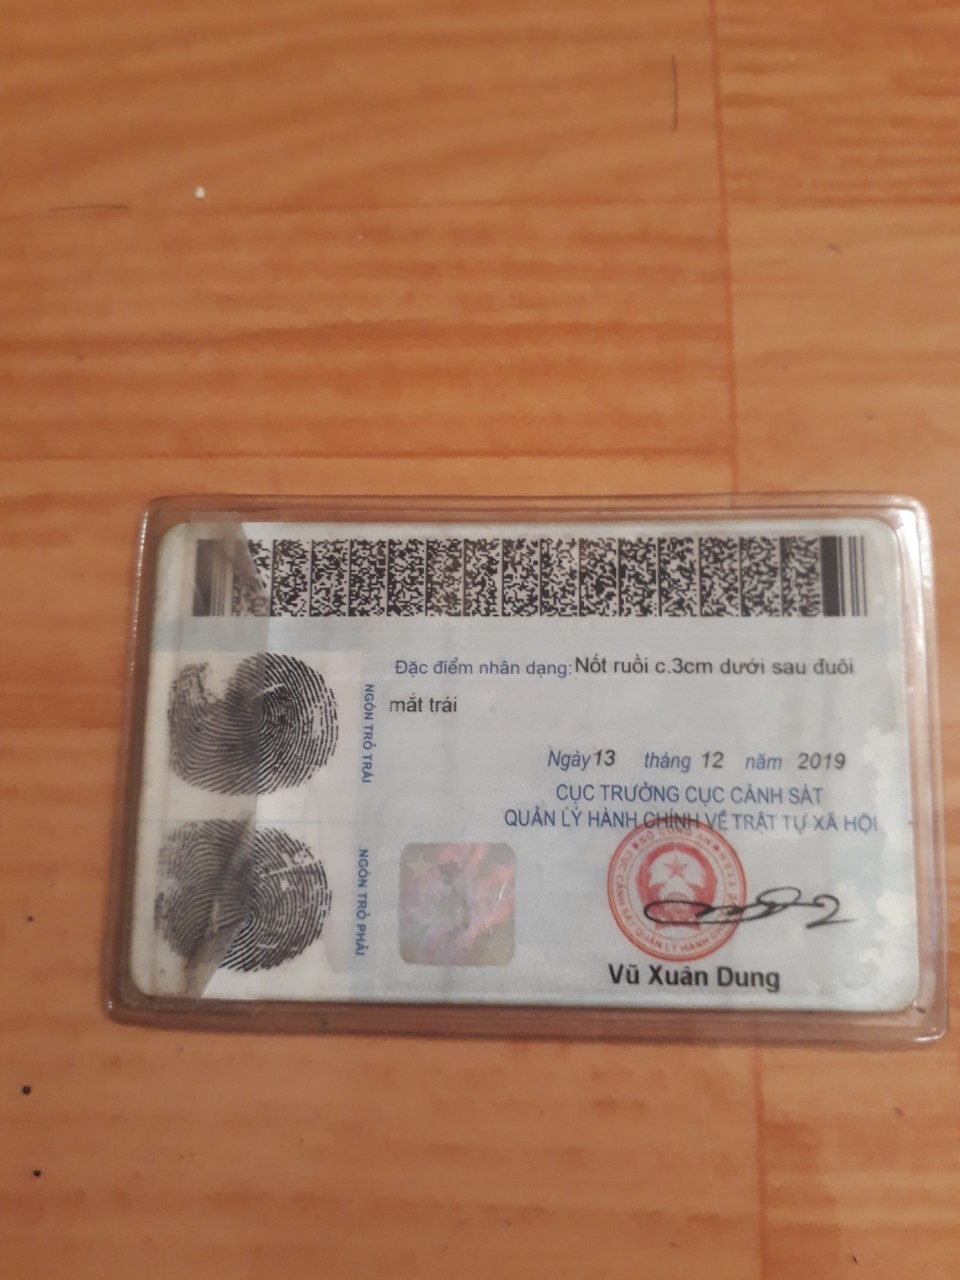 Đặc điểm nhân dạng: Nốt ruồi c.3cm dưới sau đuôi
mắt trái
NGÓN TRỎ TRÁI
NGÓN TRỎ PHẢI
Ngày 13 tháng 12 năm 2019
CỤC TRƯỞNG CỤC CẢNH SÁT
QUẢN LÝ HÀNH CHÍNH VỀ TRẬT TỰ XÃ HỘI
BỘ CÔNG AN
CỤC CẢNH SÁT QUẢN LÝ HÀNH CHÍNH
Vũ Xuân Dung